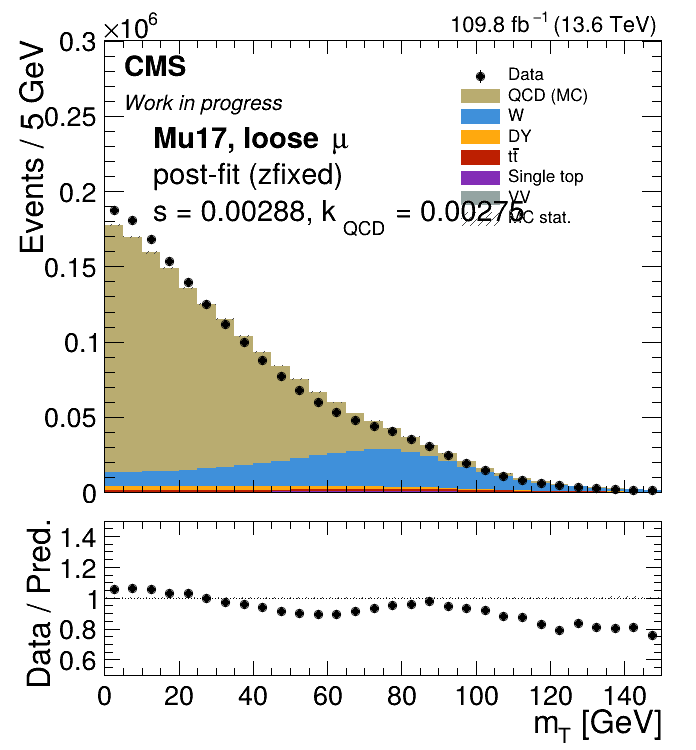 ×10⁶
109.8 fb⁻¹ (13.6 TeV)
Events / 5 GeV
0.3
0.25
0.2
0.15
0.1
0.05
0
CMS
Work in progress
Mu17, loose μ
post-fit (zfixed)
s = 0.00288, k_QCD = 0.00275
Data
QCD (MC)
W
DY
tt̄
Single top
VV
MC stat.
Data / Pred.
1.4
1.2
1
0.8
0.6
0 20 40 60 80 100 120 140
m_T [GeV]